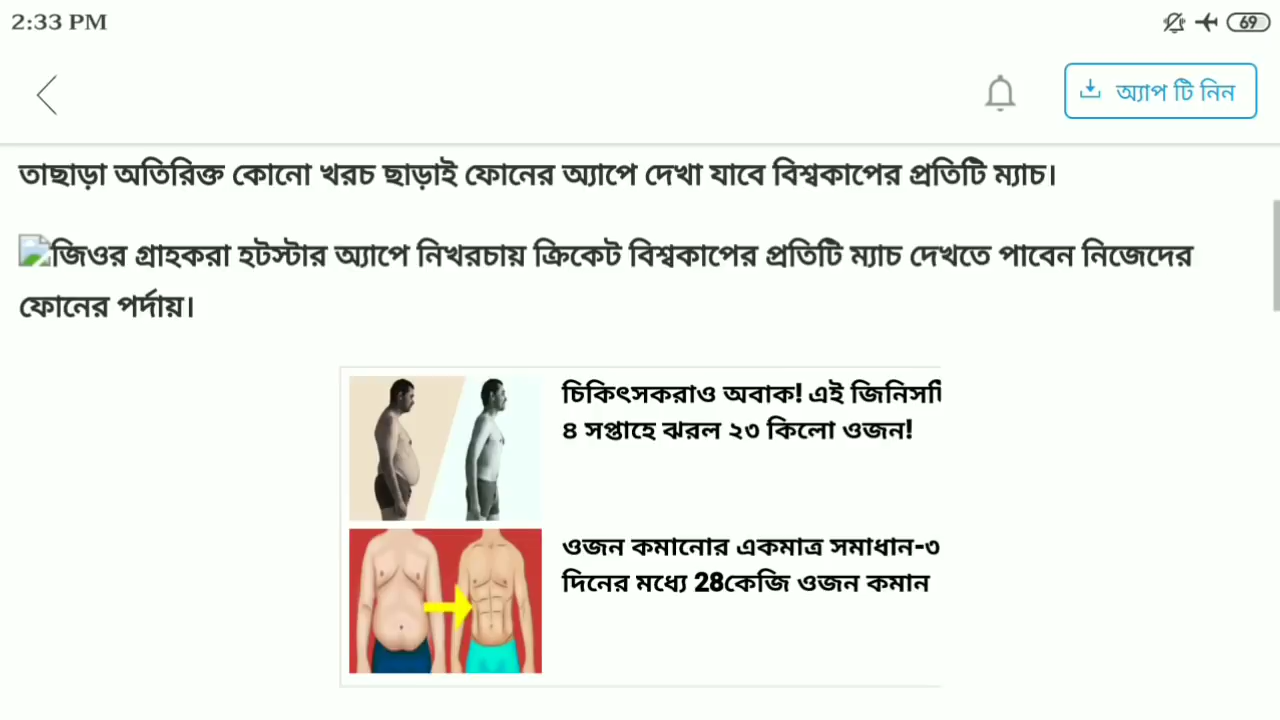 2:33 PM
69
অ্যাপ টি নিন
তাছাড়া অতিরিক্ত কোনো খরচ ছাড়াই ফোনের অ্যাপে দেখা যাবে বিশ্বকাপের প্রতিটি ম্যাচ।
জিওর গ্রাহকরা হটস্টার অ্যাপে নিখরচায় ক্রিকেট বিশ্বকাপের প্রতিটি ম্যাচ দেখতে পাবেন নিজেদের
ফোনের পর্দায়।
চিকিৎসকরাও অবাক! এই
৪ সপ্তাহে ঝরল ২৩ কিলো ওজন!
ওজন কমানোর একমাত্র সমাধান-৩
দিনের মধ্যে 28কেজি ওজন কমান